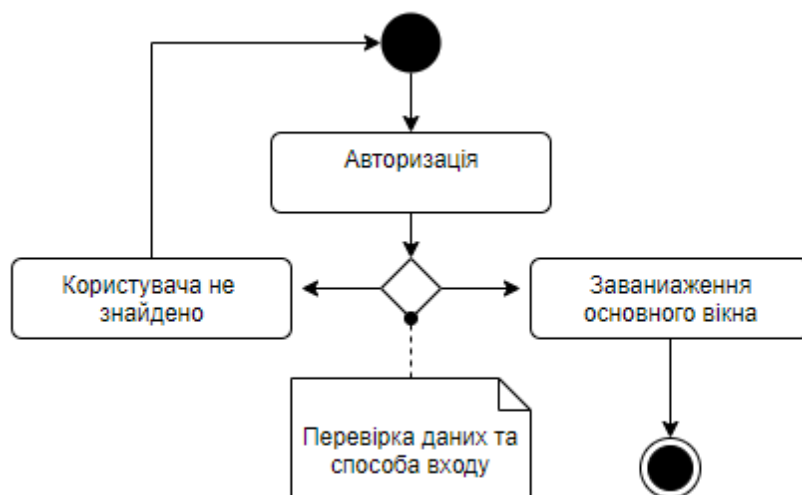 Авторизація
Користувача не
знайдено
Заваниаження
основного вікна
Перевірка даних та
способа входу